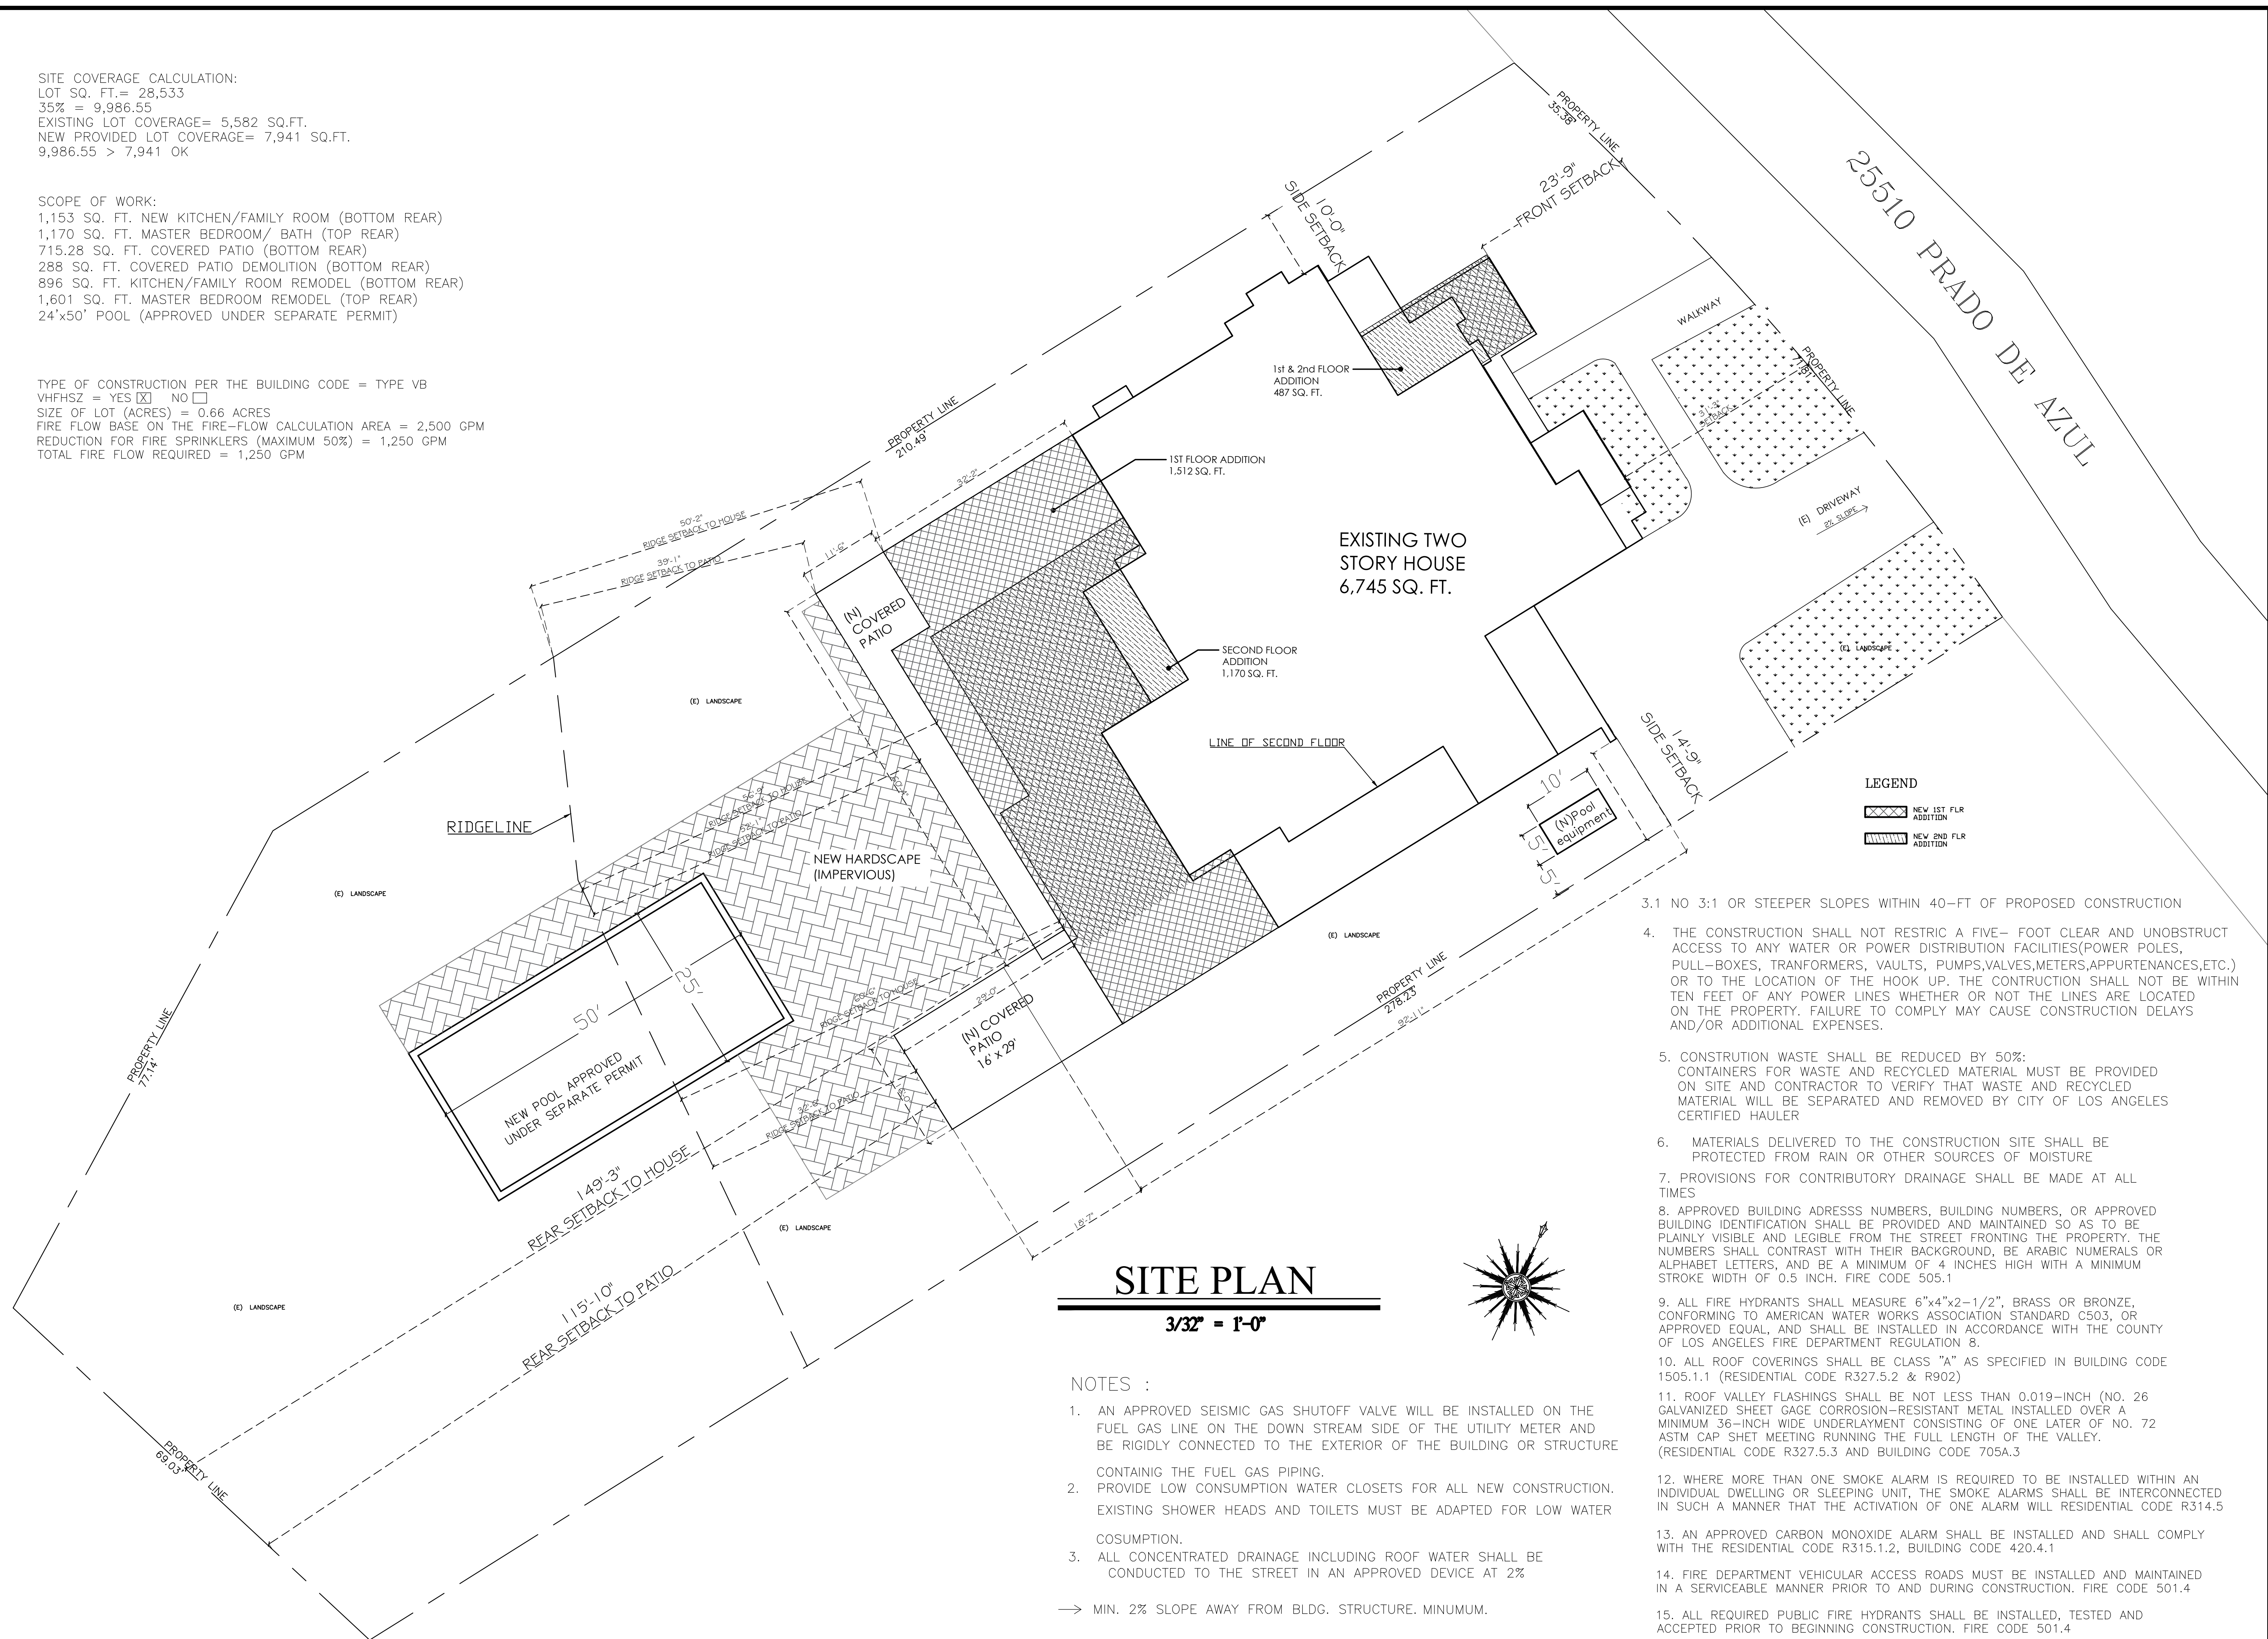 SITE COVERAGE CALCULATION:
LOT SQ. FT.= 28,533
35% = 9,986.55
EXISTING LOT COVERAGE= 5,582 SQ.FT.
NEW PROVIDED LOT COVERAGE= 7,941 SQ.FT.
9,986.55 > 7,941 OK
SCOPE OF WORK:
1,153 SQ. FT. NEW KITCHEN/FAMILY ROOM (BOTTOM REAR)
1,170 SQ. FT. MASTER BEDROOM/ BATH (TOP REAR)
715.28 SQ. FT. COVERED PATIO (BOTTOM REAR)
288 SQ. FT. COVERED PATIO DEMOLITION (BOTTOM REAR)
896 SQ. FT. KITCHEN/FAMILY ROOM REMODEL (BOTTOM REAR)
1,601 SQ. FT. MASTER BEDROOM REMODEL (TOP REAR)
24'x50' POOL (APPROVED UNDER SEPARATE PERMIT)
TYPE OF CONSTRUCTION PER THE BUILDING CODE = TYPE VB
VHFHSZ = YES X NO
SIZE OF LOT (ACRES) = 0.66 ACRES
FIRE FLOW BASE ON THE FIRE-FLOW CALCULATION AREA = 2,500 GPM
REDUCTION FOR FIRE SPRINKLERS (MAXIMUM 50%) = 1,250 GPM
TOTAL FIRE FLOW REQUIRED = 1,250 GPM
PROPERTY LINE
35.38'
25510 PRADO DE AZUL
23'-9"
FRONT SETBACK
10'-0"
SIDE SETBACK
WALKWAY
PROPERTY LINE
71.81'
31'-3"
SETBACK
(E) DRIVEWAY
2% SLOPE
(E) LANDSCAPE
1st & 2nd FLOOR
ADDITION
487 SQ. FT.
PROPERTY LINE
210.49'
32'-2"
1ST FLOOR ADDITION
1,512 SQ. FT.
50'-2"
RIDGE SETBACK TO HOUSE
39'-1"
RIDGE SETBACK TO PATIO
11'-6"
EXISTING TWO
STORY HOUSE
6,745 SQ. FT.
(N)
COVERED
PATIO
SECOND FLOOR
ADDITION
1,170 SQ. FT.
(E) LANDSCAPE
LINE OF SECOND FLOOR
14'-9"
SIDE SETBACK
10'
(N)Pool
equipment
5'
5'
LEGEND
NEW 1ST FLR
ADDITION
NEW 2ND FLR
ADDITION
RIDGELINE
56'-9"
RIDGE SETBACK TO HOUSE
52'-1"
RIDGE SETBACK TO PATIO
NEW HARDSCAPE
(IMPERVIOUS)
(E) LANDSCAPE
(E) LANDSCAPE
PROPERTY LINE
278.23'
92'-11"
50'
25'
NEW POOL APPROVED
UNDER SEPARATE PERMIT
RIDGE SETBACK TO HOUSE
29'-0"
(N) COVERED
PATIO
16' x 29'
RIDGE SETBACK TO PATIO
PROPERTY LINE
77.14'
149'-3"
REAR SETBACK TO HOUSE
115'-10"
REAR SETBACK TO PATIO
(E) LANDSCAPE
(E) LANDSCAPE
18'-7"
PROPERTY LINE
69.03'
SITE PLAN
3/32" = 1'-0"
NOTES :
1. AN APPROVED SEISMIC GAS SHUTOFF VALVE WILL BE INSTALLED ON THE
FUEL GAS LINE ON THE DOWN STREAM SIDE OF THE UTILITY METER AND
BE RIGIDLY CONNECTED TO THE EXTERIOR OF THE BUILDING OR STRUCTURE
CONTAINIG THE FUEL GAS PIPING.
2. PROVIDE LOW CONSUMPTION WATER CLOSETS FOR ALL NEW CONSTRUCTION.
EXISTING SHOWER HEADS AND TOILETS MUST BE ADAPTED FOR LOW WATER
COSUMPTION.
3. ALL CONCENTRATED DRAINAGE INCLUDING ROOF WATER SHALL BE
CONDUCTED TO THE STREET IN AN APPROVED DEVICE AT 2%
MIN. 2% SLOPE AWAY FROM BLDG. STRUCTURE. MINUMUM.
3.1 NO 3:1 OR STEEPER SLOPES WITHIN 40-FT OF PROPOSED CONSTRUCTION
4. THE CONSTRUCTION SHALL NOT RESTRIC A FIVE- FOOT CLEAR AND UNOBSTRUCT
ACCESS TO ANY WATER OR POWER DISTRIBUTION FACILITIES(POWER POLES,
PULL-BOXES, TRANFORMERS, VAULTS, PUMPS,VALVES,METERS,APPURTENANCES,ETC.)
OR TO THE LOCATION OF THE HOOK UP. THE CONTRUCTION SHALL NOT BE WITHIN
TEN FEET OF ANY POWER LINES WHETHER OR NOT THE LINES ARE LOCATED
ON THE PROPERTY. FAILURE TO COMPLY MAY CAUSE CONSTRUCTION DELAYS
AND/OR ADDITIONAL EXPENSES.
5. CONSTRUTION WASTE SHALL BE REDUCED BY 50%:
CONTAINERS FOR WASTE AND RECYCLED MATERIAL MUST BE PROVIDED
ON SITE AND CONTRACTOR TO VERIFY THAT WASTE AND RECYCLED
MATERIAL WILL BE SEPARATED AND REMOVED BY CITY OF LOS ANGELES
CERTIFIED HAULER
6. MATERIALS DELIVERED TO THE CONSTRUCTION SITE SHALL BE
PROTECTED FROM RAIN OR OTHER SOURCES OF MOISTURE
7. PROVISIONS FOR CONTRIBUTORY DRAINAGE SHALL BE MADE AT ALL
TIMES
8. APPROVED BUILDING ADRESSS NUMBERS, BUILDING NUMBERS, OR APPROVED
BUILDING IDENTIFICATION SHALL BE PROVIDED AND MAINTAINED SO AS TO BE
PLAINLY VISIBLE AND LEGIBLE FROM THE STREET FRONTING THE PROPERTY. THE
NUMBERS SHALL CONTRAST WITH THEIR BACKGROUND, BE ARABIC NUMERALS OR
ALPHABET LETTERS, AND BE A MINIMUM OF 4 INCHES HIGH WITH A MINIMUM
STROKE WIDTH OF 0.5 INCH. FIRE CODE 505.1
9. ALL FIRE HYDRANTS SHALL MEASURE 6"x4"x2-1/2", BRASS OR BRONZE,
CONFORMING TO AMERICAN WATER WORKS ASSOCIATION STANDARD C503, OR
APPROVED EQUAL, AND SHALL BE INSTALLED IN ACCORDANCE WITH THE COUNTY
OF LOS ANGELES FIRE DEPARTMENT REGULATION 8.
10. ALL ROOF COVERINGS SHALL BE CLASS "A" AS SPECIFIED IN BUILDING CODE
1505.1.1 (RESIDENTIAL CODE R327.5.2 & R902)
11. ROOF VALLEY FLASHINGS SHALL BE NOT LESS THAN 0.019-INCH (NO. 26
GALVANIZED SHEET GAGE CORROSION-RESISTANT METAL INSTALLED OVER A
MINIMUM 36-INCH WIDE UNDERLAYMENT CONSISTING OF ONE LATER OF NO. 72
ASTM CAP SHET MEETING RUNNING THE FULL LENGTH OF THE VALLEY.
(RESIDENTIAL CODE R327.5.3 AND BUILDING CODE 705A.3
12. WHERE MORE THAN ONE SMOKE ALARM IS REQUIRED TO BE INSTALLED WITHIN AN
INDIVIDUAL DWELLING OR SLEEPING UNIT, THE SMOKE ALARMS SHALL BE INTERCONNECTED
IN SUCH A MANNER THAT THE ACTIVATION OF ONE ALARM WILL RESIDENTIAL CODE R314.5
13. AN APPROVED CARBON MONOXIDE ALARM SHALL BE INSTALLED AND SHALL COMPLY
WITH THE RESIDENTIAL CODE R315.1.2, BUILDING CODE 420.4.1
14. FIRE DEPARTMENT VEHICULAR ACCESS ROADS MUST BE INSTALLED AND MAINTAINED
IN A SERVICEABLE MANNER PRIOR TO AND DURING CONSTRUCTION. FIRE CODE 501.4
15. ALL REQUIRED PUBLIC FIRE HYDRANTS SHALL BE INSTALLED, TESTED AND
ACCEPTED PRIOR TO BEGINNING CONSTRUCTION. FIRE CODE 501.4